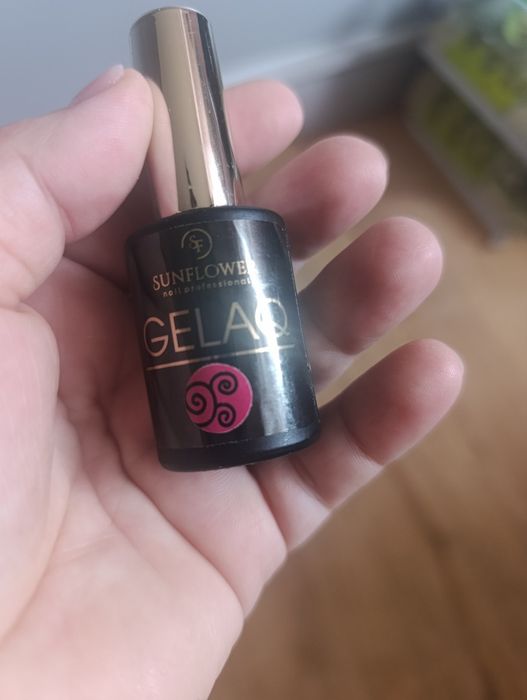 SF
SUNFLOWER
nail professional
GELAQ